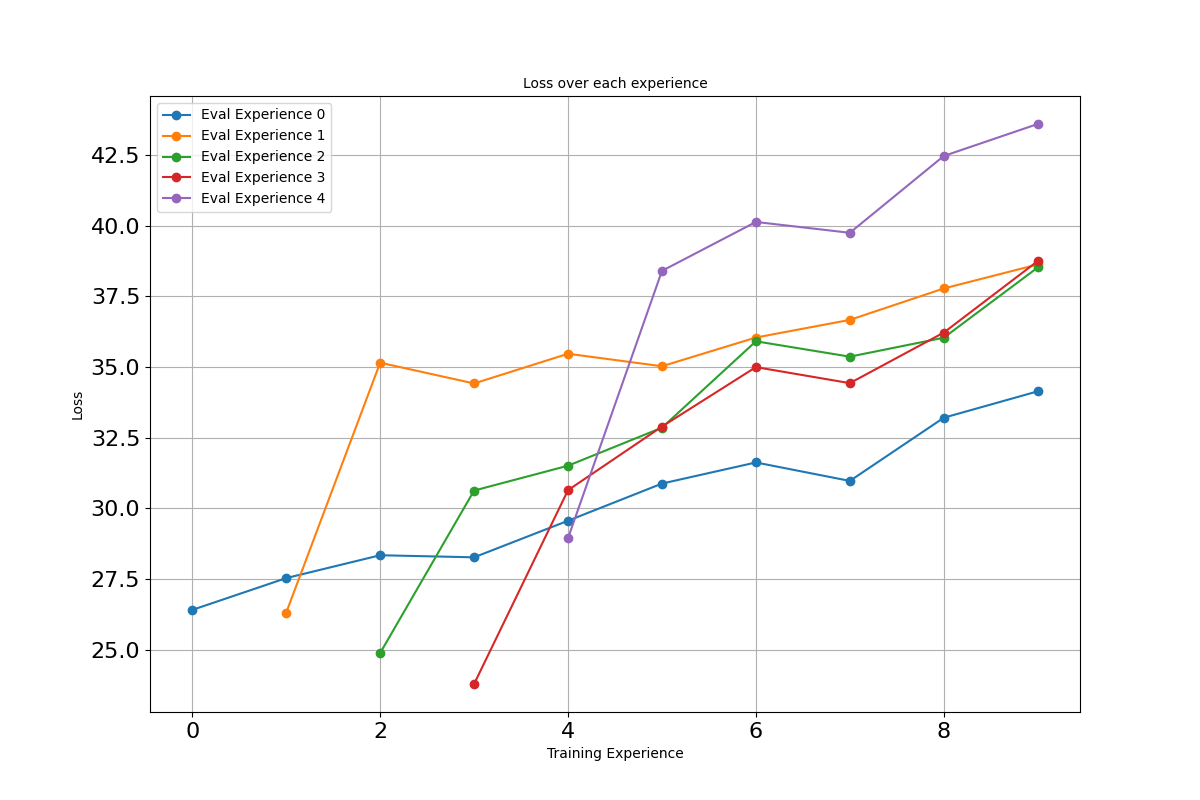 Loss over each experience
Eval Experience 0
Eval Experience 1
Eval Experience 2
Eval Experience 3
Eval Experience 4
42.5
40.0
37.5
35.0
32.5
30.0
27.5
25.0
Loss
0 2 4 6 8
Training Experience